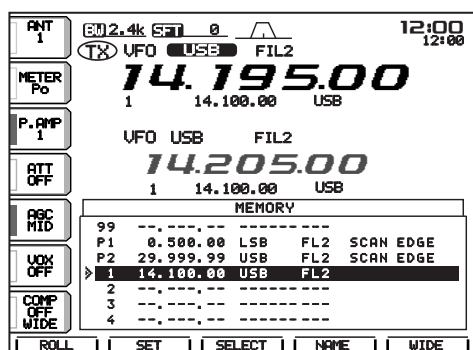 ANT
1
BW 2.4k SFT 0
12:00
12:00
TX VFO USB FIL2
METER
Po
14.195.00
1 14.100.00 USB
P.AMP
1
VFO USB FIL2
ATT
OFF
14.205.00
1 14.100.00 USB
AGC
MID
MEMORY
99 --.---.-- --- ---
P1 0.500.00 LSB FL2 SCAN EDGE
VOX
OFF
P2 29.999.99 USB FL2 SCAN EDGE
1 14.100.00 USB FL2
COMP
OFF
WIDE
2 --.---.-- --- ---
3 --.---.-- --- ---
4 --.---.-- --- ---
ROLL SET SELECT NAME WIDE